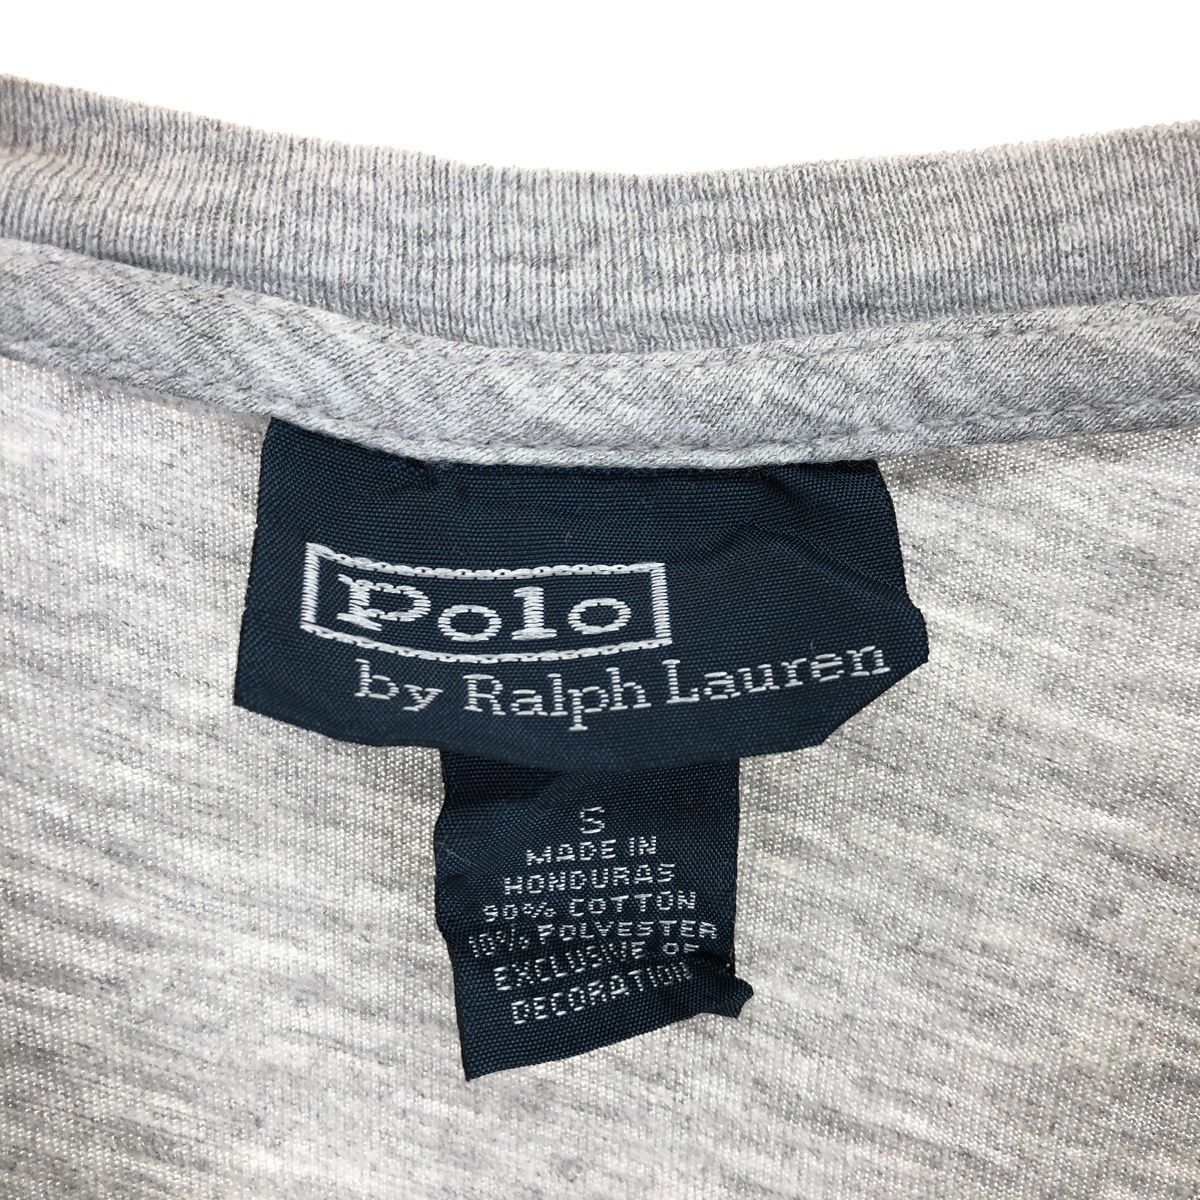 Polo
by Ralph Lauren
S
MADE IN
HONDURAS
90% COTTON
10% POLYESTER
EXCLUSIVE OF
DECORATION